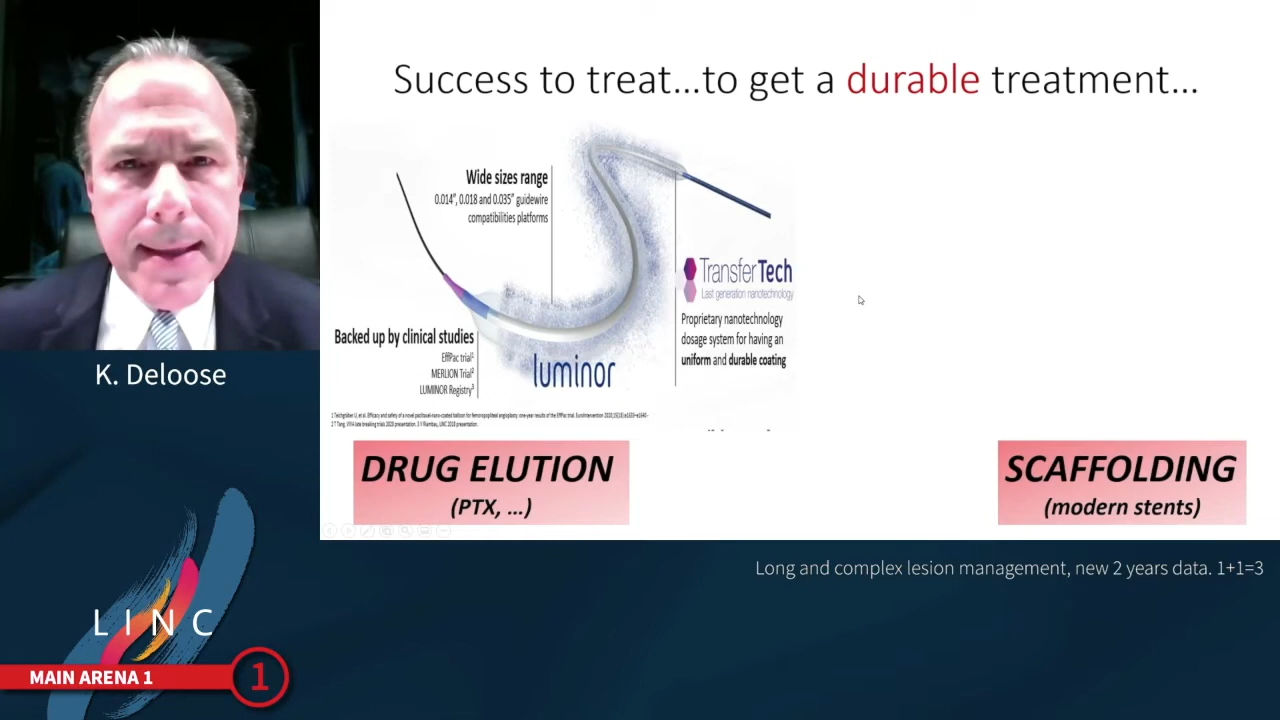 Success to treat...to get a durable treatment...
Wide sizes range
0.014”, 0.018 and 0.035” guidewire
compatibilities platforms
TransferTech
Last generation nanotechnology
Proprietary nanotechnology
dosage system for having an
uniform and durable coating
Backed up by clinical studies
EffPac trial1
MERLION Trial2
LUMINOR Registry3
luminor
DRUG ELUTION
(PTX, ...)
SCAFFOLDING
(modern stents)
K. Deloose
Long and complex lesion management, new 2 years data. 1+1=3
LINC
MAIN ARENA 1
1